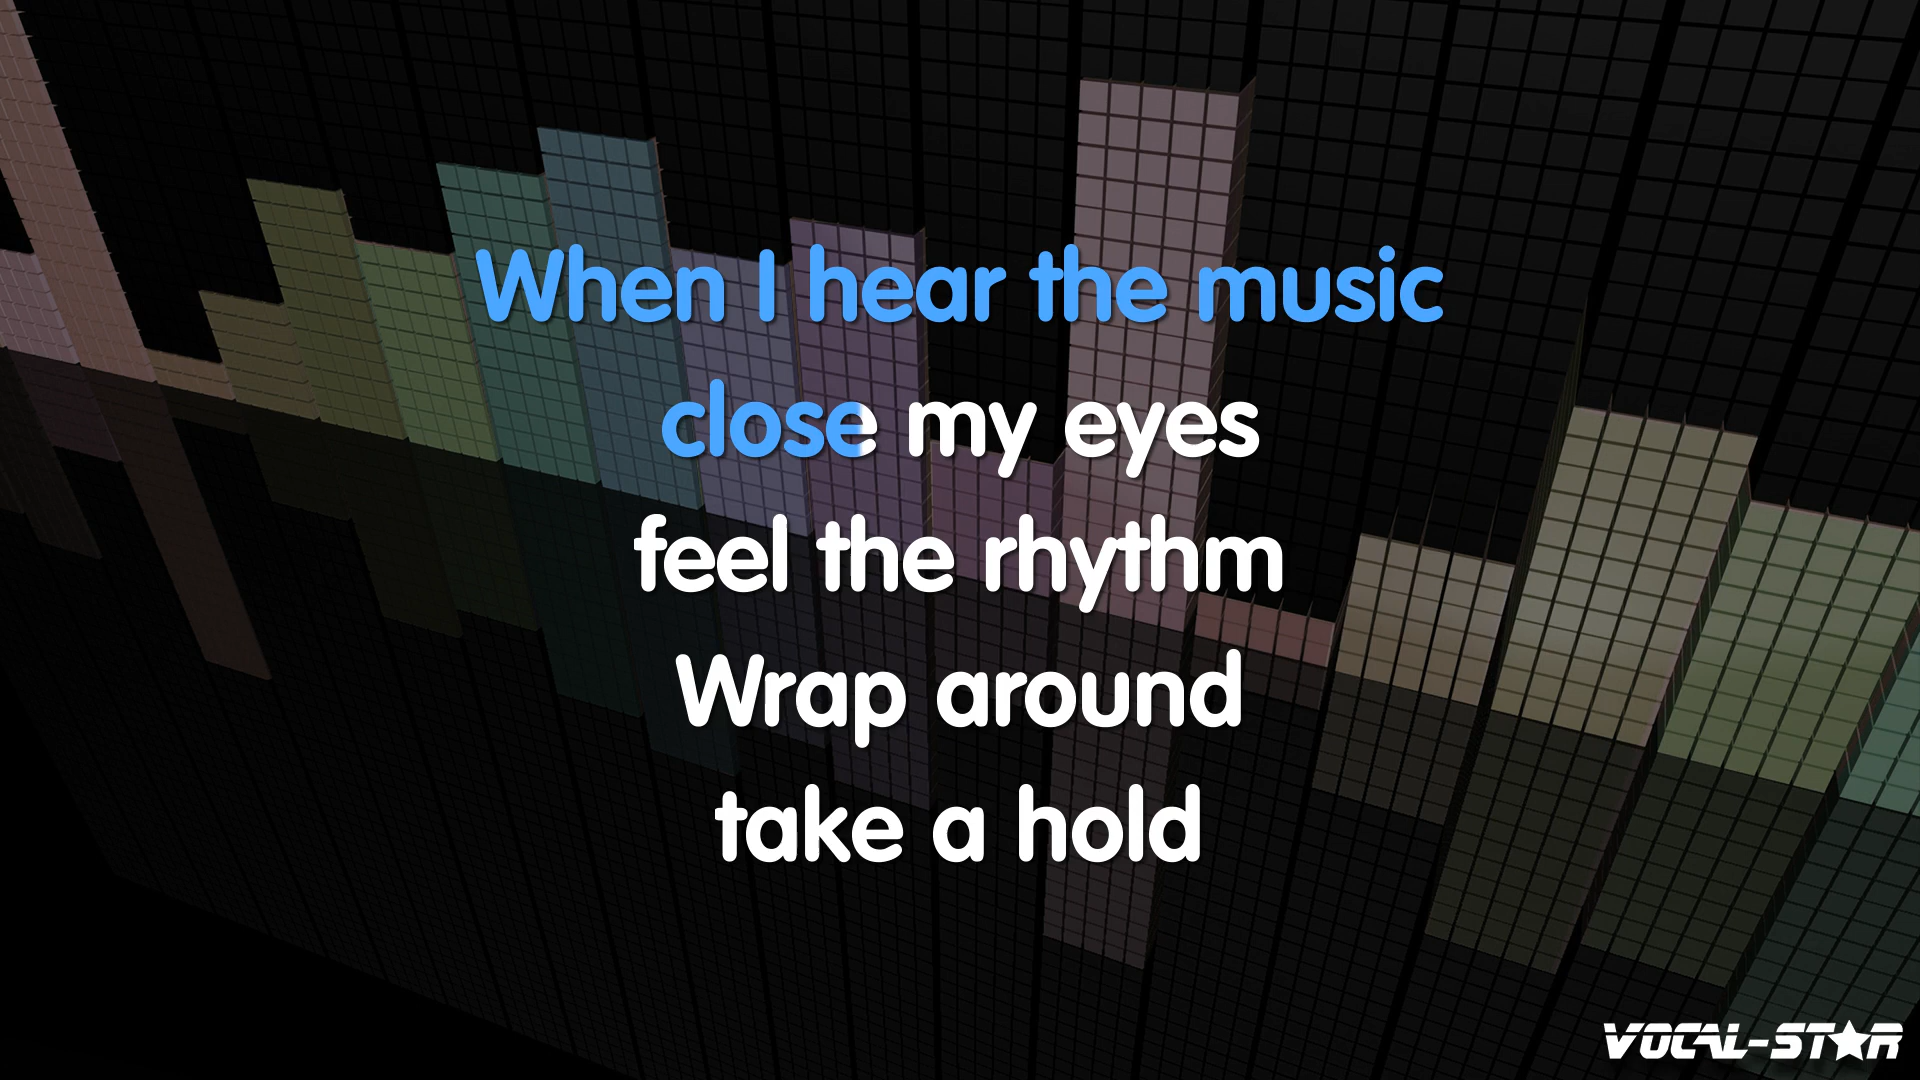 When I hear the music
close my eyes
feel the rhythm
Wrap around
take a hold
VOCAL-STAR